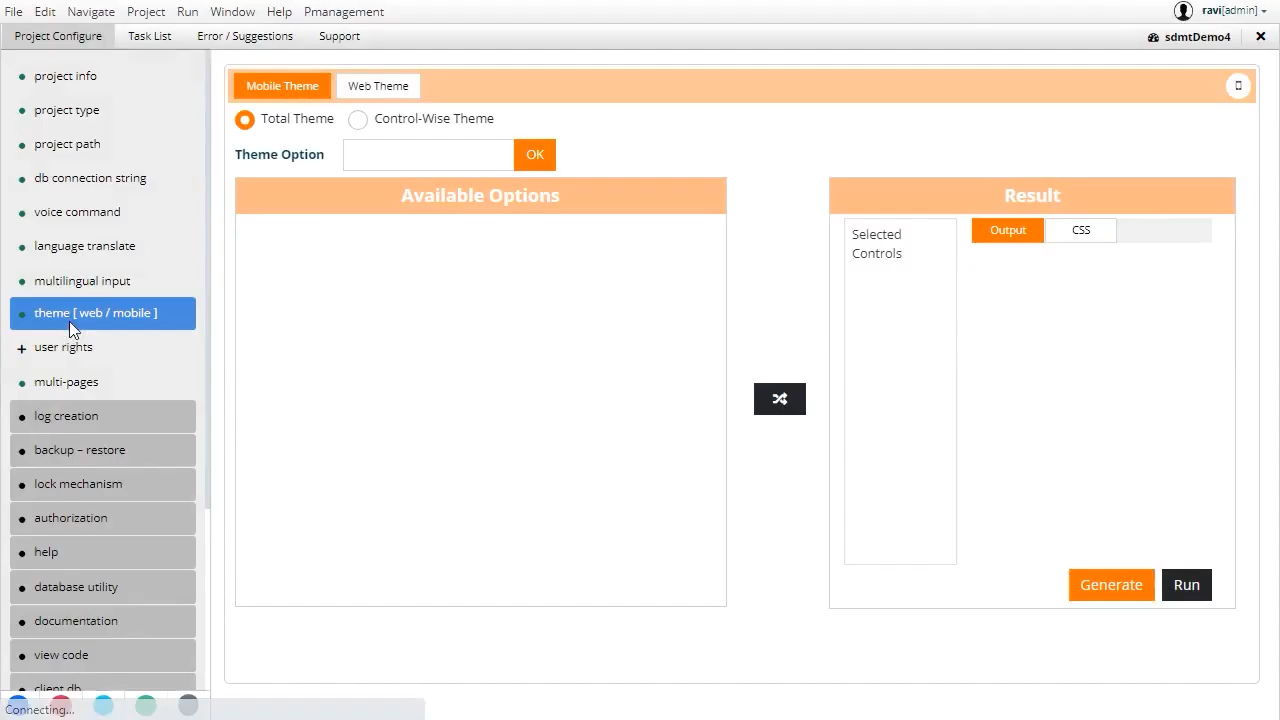 File Edit Navigate Project Run Window Help Pmanagement ravi[admin]
Project Configure Task List Error / Suggestions Support sdmtDemo4
project info
project type
project path
db connection string
voice command
language translate
multilingual input
theme [ web / mobile ]
user rights
multi-pages
log creation
backup – restore
lock mechanism
authorization
help
database utility
documentation
view code
client db
Connecting...
Mobile Theme Web Theme
Total Theme Control-Wise Theme
Theme Option OK
Available Options
Result
Selected
Controls
Output CSS
Generate Run